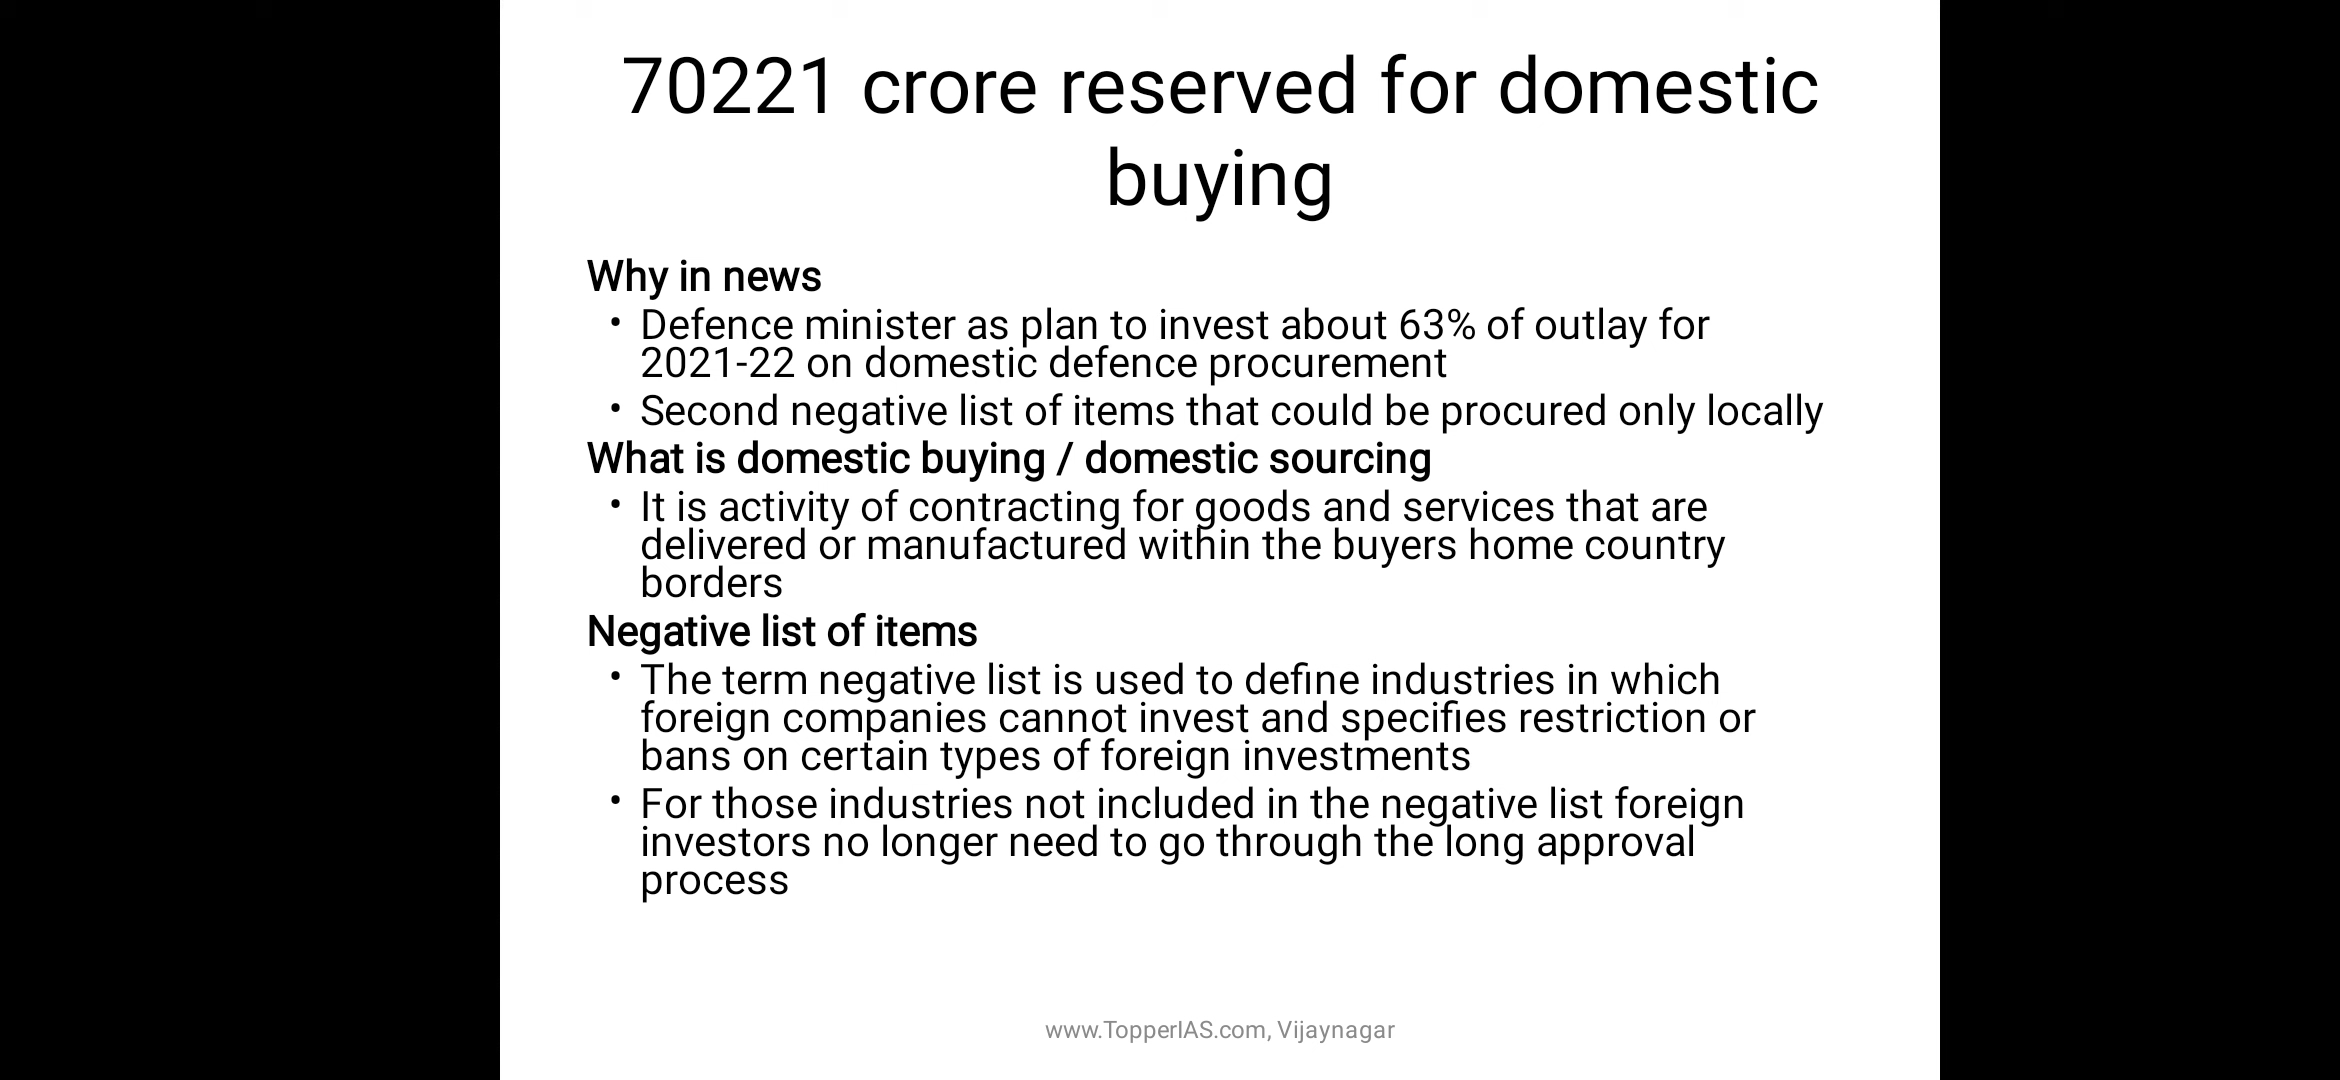 70221 crore reserved for domestic
buying
Why in news
• Defence minister as plan to invest about 63% of outlay for
2021-22 on domestic defence procurement
• Second negative list of items that could be procured only locally
What is domestic buying / domestic sourcing
• It is activity of contracting for goods and services that are
delivered or manufactured within the buyers home country
borders
Negative list of items
• The term negative list is used to define industries in which
foreign companies cannot invest and specifies restriction or
bans on certain types of foreign investments
• For those industries not included in the negative list foreign
investors no longer need to go through the long approval
process
www.TopperIAS.com, Vijaynagar